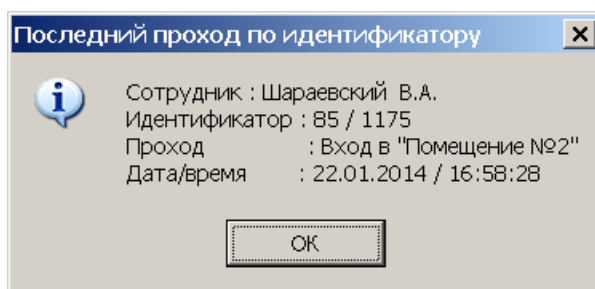 Последний проход по идентификатору
Сотрудник : Шараевский В.А.
Идентификатор : 85 / 1175
Проход : Вход в "Помещение №2"
Дата/время : 22.01.2014 / 16:58:28
ОК